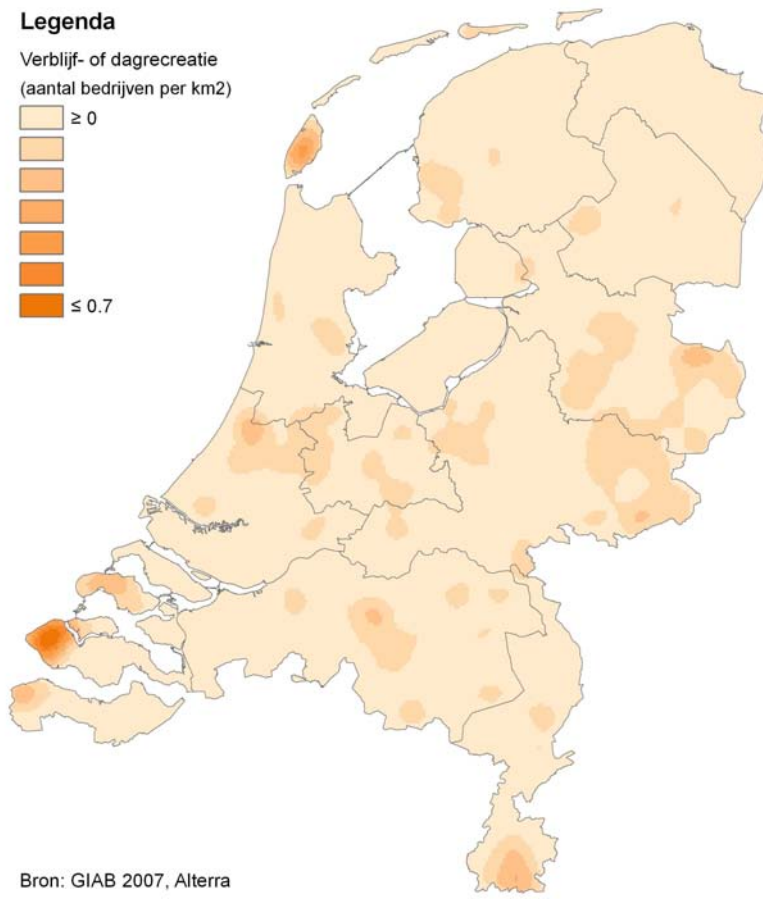 Legenda
Verblijf- of dagrecreatie
(aantal bedrijven per km2)
≥ 0
≤ 0.7
Bron: GIAB 2007, Alterra